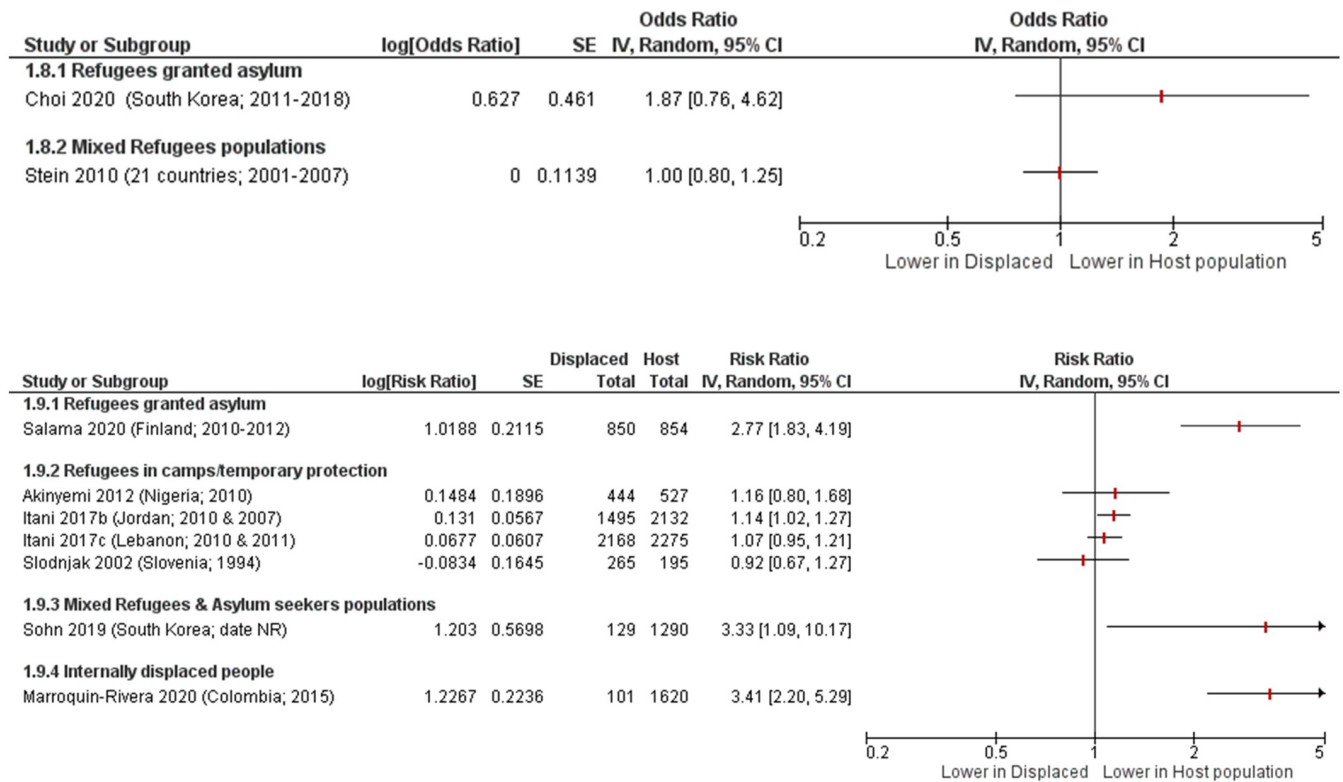 Odds Ratio Odds Ratio
Study or Subgroup log[Odds Ratio] SE IV, Random, 95% CI IV, Random, 95% CI
1.8.1 Refugees granted asylum
Choi 2020 (South Korea; 2011-2018) 0.627 0.461 1.87 [0.76, 4.62]
1.8.2 Mixed Refugees populations
Stein 2010 (21 countries; 2001-2007) 0 0.1139 1.00 [0.80, 1.25]
0.2 0.5 1 2 5
Lower in Displaced Lower in Host population
Displaced Host Risk Ratio Risk Ratio
Study or Subgroup log[Risk Ratio] SE Total Total IV, Random, 95% CI IV, Random, 95% CI
1.9.1 Refugees granted asylum
Salama 2020 (Finland; 2010-2012) 1.0188 0.2115 850 854 2.77 [1.83, 4.19]
1.9.2 Refugees in camps/temporary protection
Akinyemi 2012 (Nigeria; 2010) 0.1484 0.1896 444 527 1.16 [0.80, 1.68]
Itani 2017b (Jordan; 2010 & 2007) 0.131 0.0567 1495 2132 1.14 [1.02, 1.27]
Itani 2017c (Lebanon; 2010 & 2011) 0.0677 0.0607 2168 2275 1.07 [0.95, 1.21]
Slodnjak 2002 (Slovenia; 1994) -0.0834 0.1645 265 195 0.92 [0.67, 1.27]
1.9.3 Mixed Refugees & Asylum seekers populations
Sohn 2019 (South Korea; date NR) 1.203 0.5698 129 1290 3.33 [1.09, 10.17]
1.9.4 Internally displaced people
Marroquin-Rivera 2020 (Colombia; 2015) 1.2267 0.2236 101 1620 3.41 [2.20, 5.29]
0.2 0.5 1 2 5
Lower in Displaced Lower in Host population